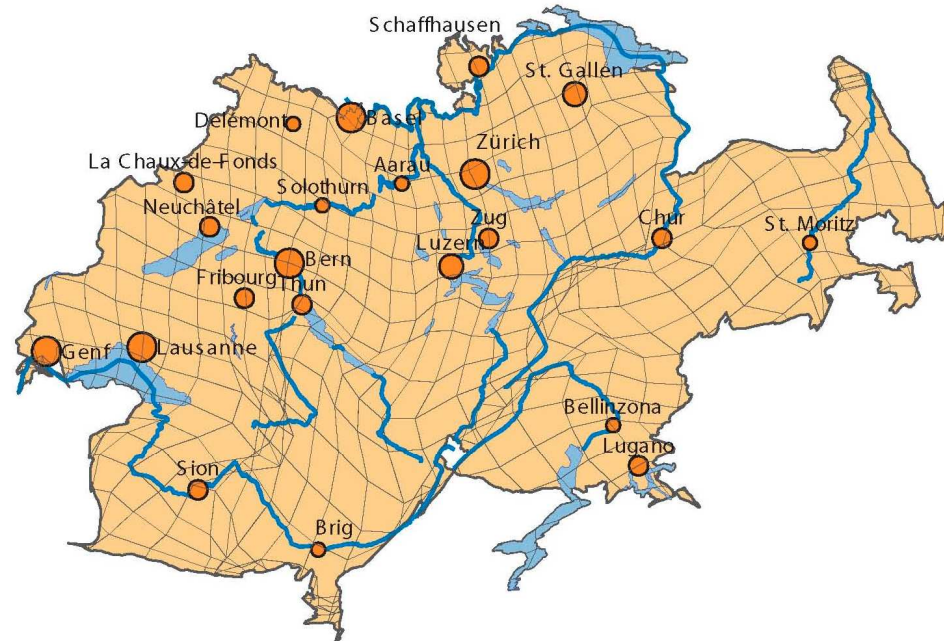 Schaffhausen
St. Gallen
Basel
Delémont
Zürich
La Chaux-de-Fonds
Aarau
Solothurn
Neuchâtel
Zug
Chur
St. Moritz
Luzern
Bern
Fribourg
Thun
Genf
Lausanne
Bellinzona
Lugano
Sion
Brig